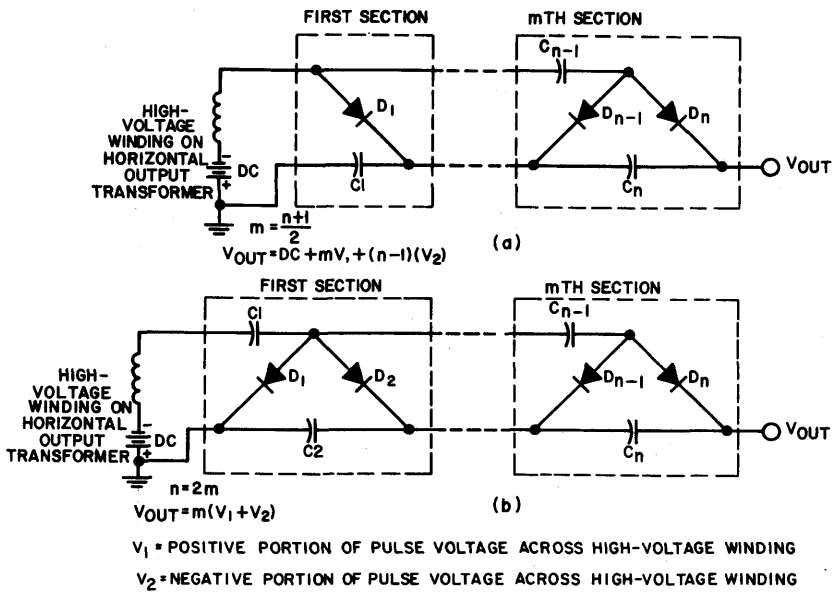 FIRST SECTION
mTH SECTION
Cn-1
D1
Dn-1
Dn
HIGH-
VOLTAGE
WINDING ON
HORIZONTAL
OUTPUT
TRANSFORMER
-
DC
+
C1
Cn
VOUT
m = n+1/2
VOUT=DC+mV,+(n-1)(V2)
(a)
FIRST SECTION
mTH SECTION
C1
Cn-1
D1
D2
Dn-1
Dn
HIGH-
VOLTAGE
WINDING ON
HORIZONTAL
OUTPUT
TRANSFORMER
-
DC
+
C2
Cn
VOUT
n=2m
VOUT=m(V1+V2)
(b)
V1=POSITIVE PORTION OF PULSE VOLTAGE ACROSS HIGH-VOLTAGE WINDING
V2=NEGATIVE PORTION OF PULSE VOLTAGE ACROSS HIGH-VOLTAGE WINDING